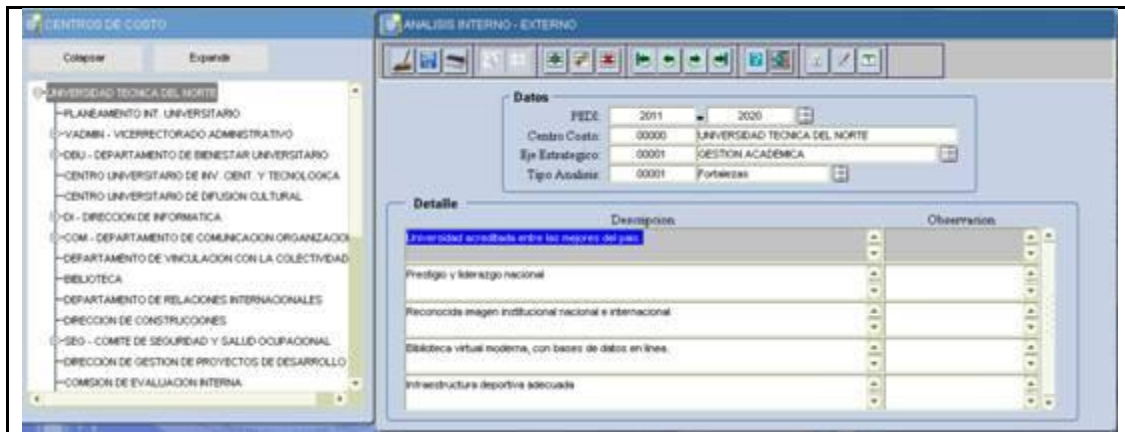 CENTROS DE COSTO
Colapsar Expandir
UNIVERSIDAD TECNICA DEL NORTE
PLANEAMIENTO INT. UNIVERSITARIO
VADMIN - VICERRECTORADO ADMINISTRATIVO
DBU - DEPARTAMENTO DE BIENESTAR UNIVERSITARIO
CENTRO UNIVERSITARIO DE INV. CIENT. Y TECNOLOGICA
CENTRO UNIVERSITARIO DE DIFUSION CULTURAL
DI - DIRECCION DE INFORMATICA
COM - DEPARTAMENTO DE COMUNICACION ORGANIZACIO
DEPARTAMENTO DE VINCULACION CON LA COLECTIVIDAD
BIBLIOTECA
DEPARTAMENTO DE RELACIONES INTERNACIONALES
DIRECCION DE CONSTRUCCIONES
SEG - COMITE DE SEGURIDAD Y SALUD OCUPACIONAL
DIRECCION DE GESTION DE PROYECTOS DE DESARROLLO
COMISION DE EVALUACION INTERNA
ANALISIS INTERNO - EXTERNO
Datos
PEDI: 2011 - 2020
Centro Costo: 00000 UNIVERSIDAD TECNICA DEL NORTE
Eje Estrategico: 00001 GESTION ACADEMICA
Tipo Analisis: 00001 Fortalezas
Detalle
Descripcion Observacion
Universidad acreditada entre las mejores del pais.
Prestigio y liderazgo nacional
Reconocida imagen institucional nacional e internacional
Biblioteca virtual moderna, con bases de datos en linea.
Infraestructura deportiva adecuada